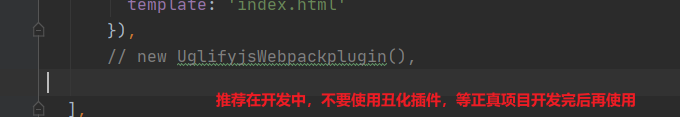 template: 'index.html'
}),
// new UglifyjsWebpackplugin(),
推荐在开发中，不要使用丑化插件，等正真项目开发完后再使用
],